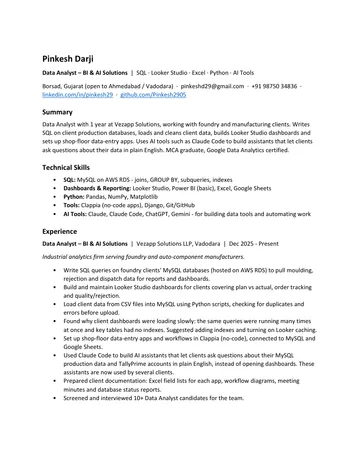 Pinkesh Darji
Data Analyst – BI & AI Solutions | SQL · Looker Studio · Excel · Python · AI Tools
Borsad, Gujarat (open to Ahmedabad / Vadodara) · pinkeshd29@gmail.com · +91 98750 34836 ·
linkedin.com/in/pinkesh29 · github.com/Pinkesh2905
Summary
Data Analyst with 1 year at Vezapp Solutions, working with foundry and manufacturing clients. Writes
SQL on client production databases, loads and cleans client data, builds Looker Studio dashboards and
sets up shop-floor data-entry apps. Uses AI tools such as Claude Code to build assistants that let clients
ask questions about their data in plain English. MCA graduate, Google Data Analytics certified.
Technical Skills
• SQL: MySQL on AWS RDS - joins, GROUP BY, subqueries, indexes
• Dashboards & Reporting: Looker Studio, Power BI (basic), Excel, Google Sheets
• Python: Pandas, NumPy, Matplotlib
• Tools: Clappia (no-code apps), Django, Git/GitHub
• AI Tools: Claude, Claude Code, ChatGPT, Gemini - for building data tools and automating work
Experience
Data Analyst – BI & AI Solutions | Vezapp Solutions LLP, Vadodara | Dec 2025 - Present
Industrial analytics firm serving foundry and auto-component manufacturers.
• Write SQL queries on foundry clients' MySQL databases (hosted on AWS RDS) to pull moulding,
rejection and dispatch data for reports and dashboards.
• Build and maintain Looker Studio dashboards for clients covering plan vs actual, order tracking
and quality/rejection.
• Load client data from CSV files into MySQL using Python scripts, checking for duplicates and
errors before upload.
• Found why client dashboards were loading slowly: the same queries were running many times
at once and key tables had no indexes. Suggested adding indexes and turning on Looker caching.
• Set up shop-floor data-entry apps and workflows in Clappia (no-code), connected to MySQL and
Google Sheets.
• Used Claude Code to build AI assistants that let clients ask questions about their MySQL
production data and TallyPrime accounts in plain English, instead of opening dashboards. These
assistants are now used by several clients.
• Prepared client documentation: Excel field lists for each app, workflow diagrams, meeting
minutes and database status reports.
• Screened and interviewed 10+ Data Analyst candidates for the team.